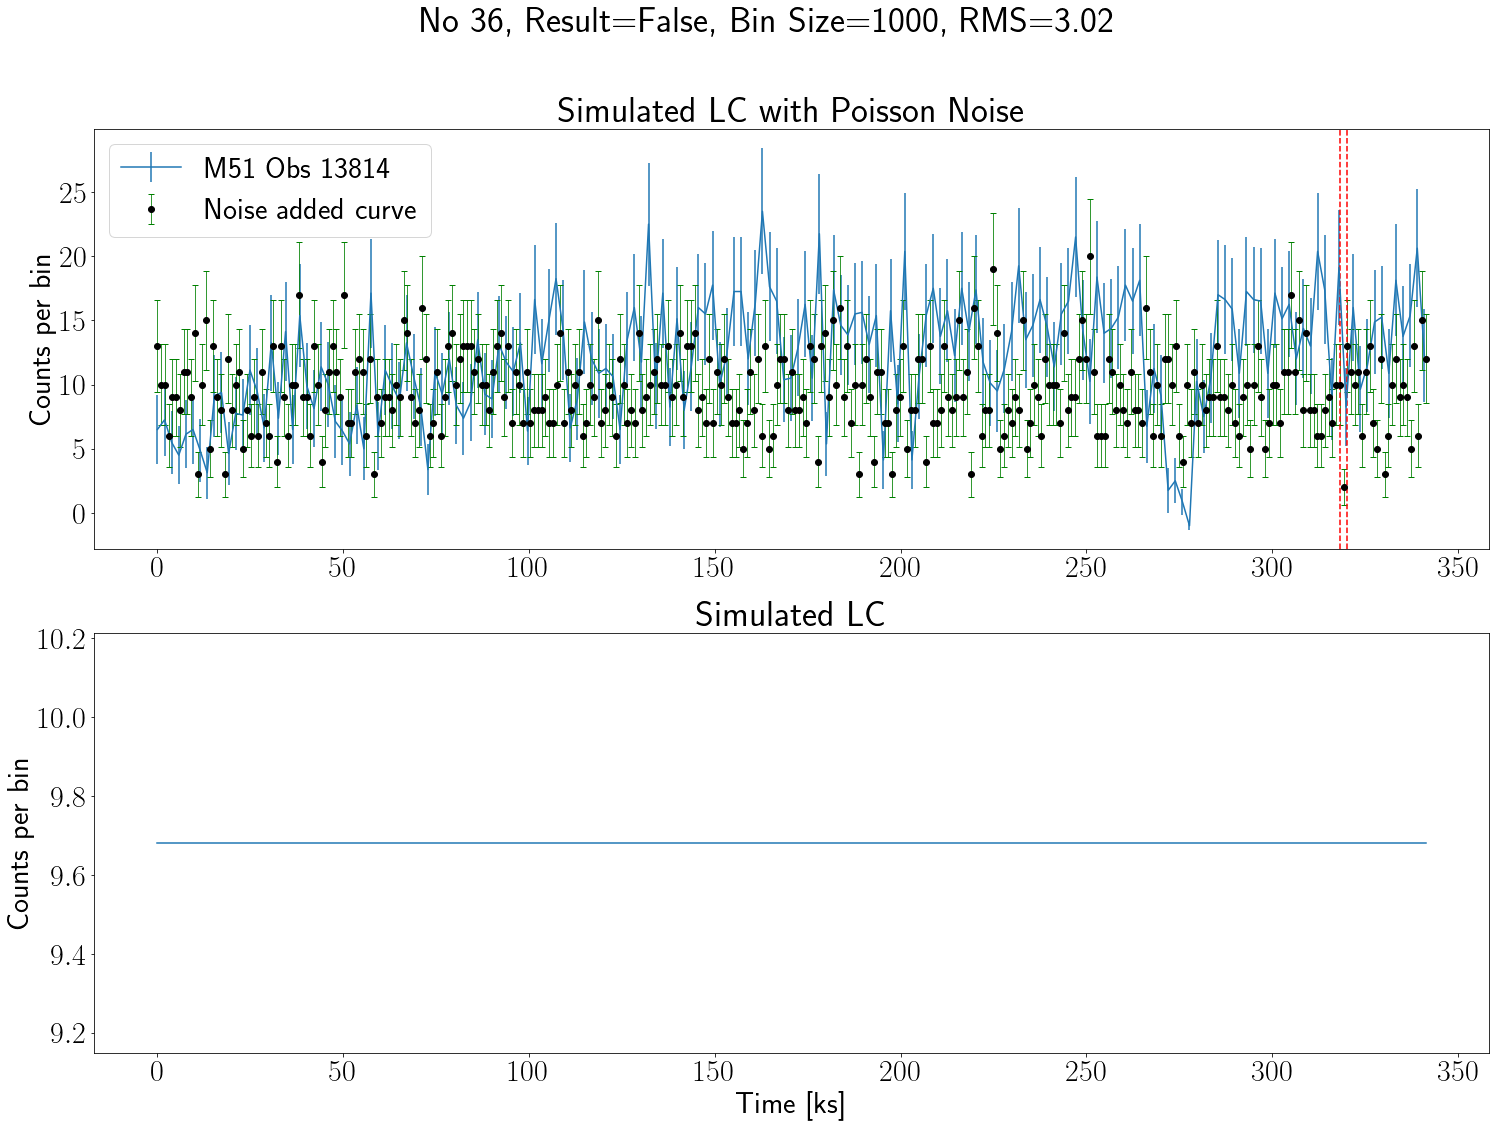 No 36, Result=False, Bin Size=1000, RMS=3.02
Simulated LC with Poisson Noise
M51 Obs 13814
Noise added curve
Counts per bin
25
20
15
10
5
0
0 50 100 150 200 250 300 350
Simulated LC
Counts per bin
10.2
10.0
9.8
9.6
9.4
9.2
0 50 100 150 200 250 300 350
Time [ks]